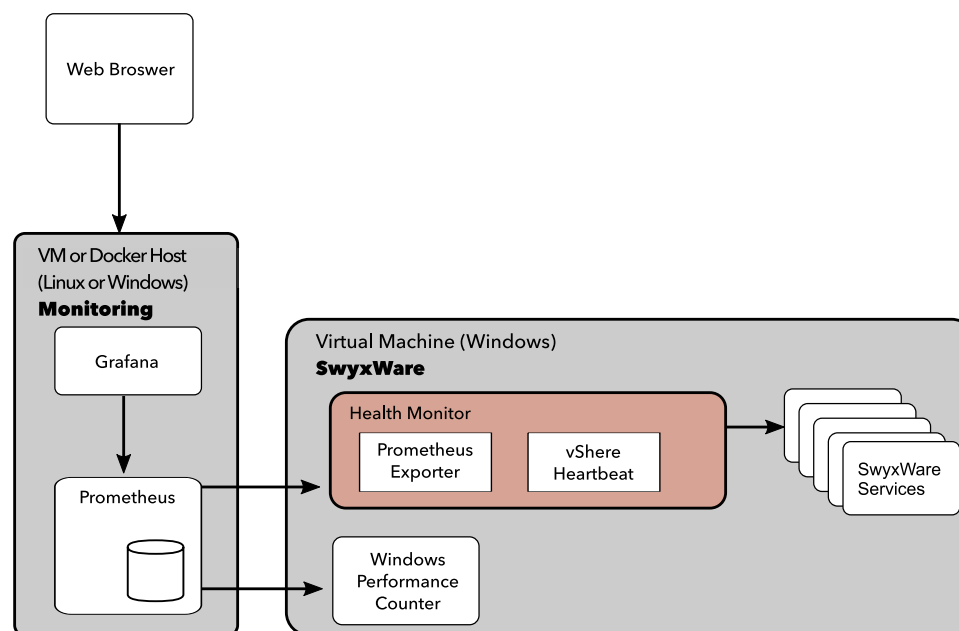 Web Broswer
VM or Docker Host
(Linux or Windows)
Monitoring
Grafana
Prometheus
Virtual Machine (Windows)
SwyxWare
Health Monitor
Prometheus
Exporter
vShere
Heartbeat
SwyxWare
Services
Windows
Performance
Counter